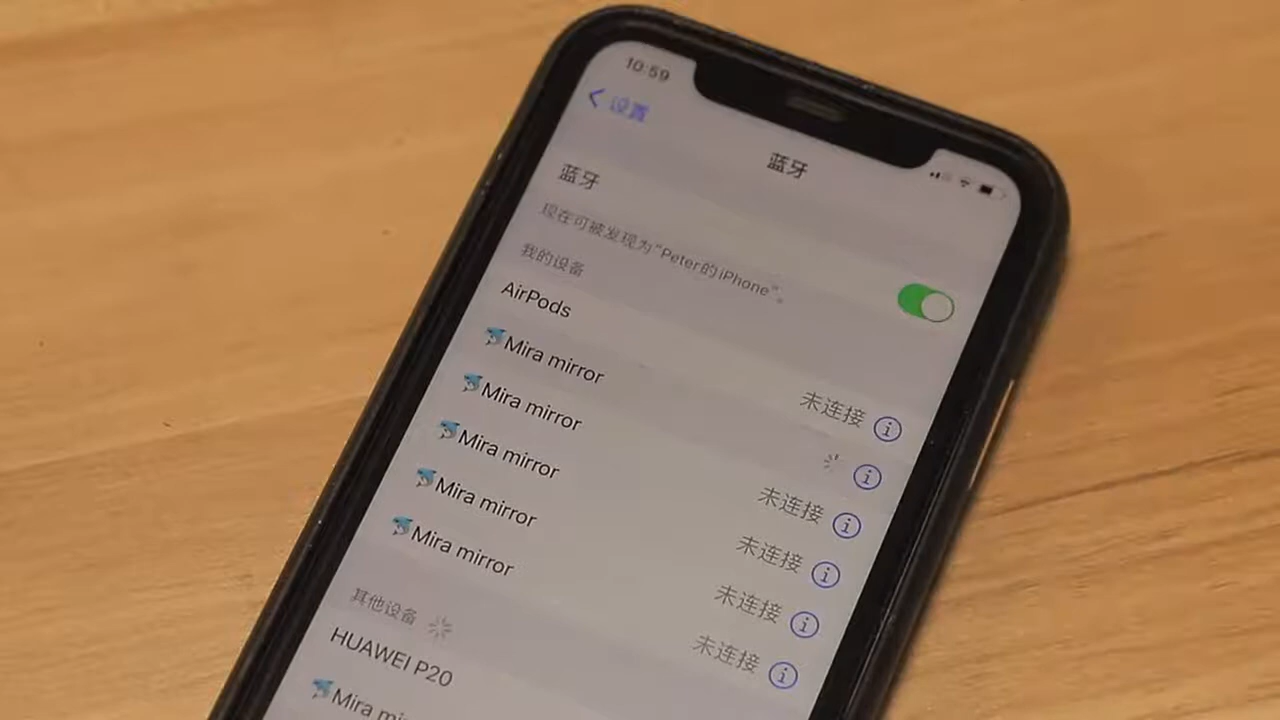 10:59
设置
蓝牙
蓝牙
现在可被发现为“Peter的iPhone”。
我的设备
AirPods 未连接
Mira mirror
Mira mirror 未连接
Mira mirror 未连接
Mira mirror 未连接
Mira mirror 未连接
其他设备
HUAWEI P20
Mira